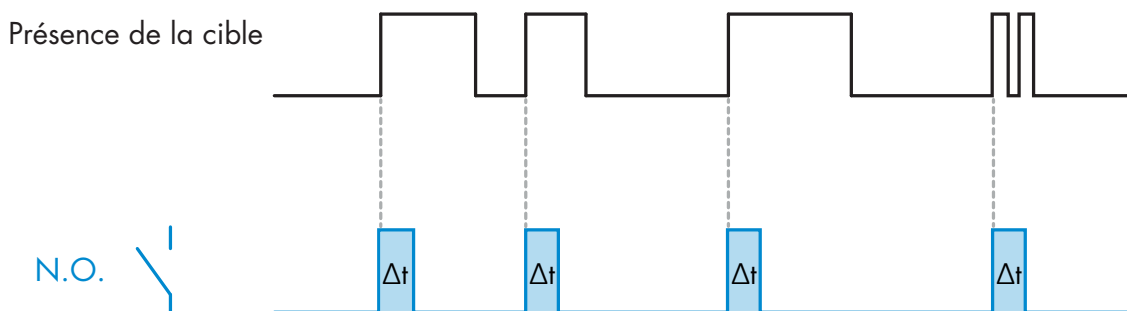 Présence de la cible
N.O.
Δt Δt Δt Δt